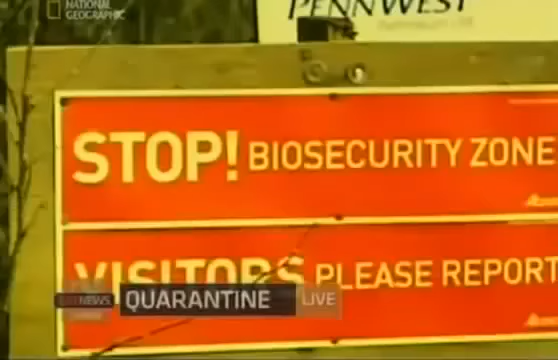 NATIONAL
GEOGRAPHIC
PENNWEST
STOP! BIOSECURITY ZONE
VISITORS PLEASE REPORT
NEWS QUARANTINE LIVE